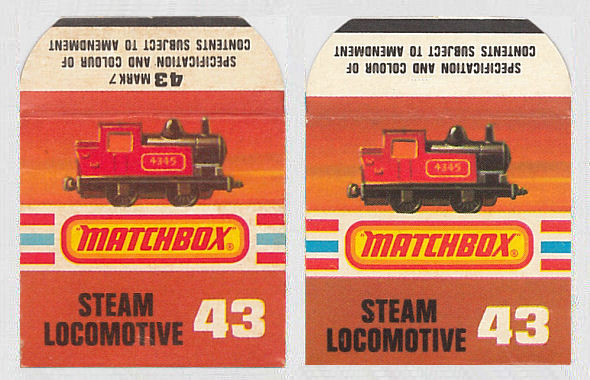 43 MARK 7
SPECIFICATION AND COLOUR OF
CONTENTS SUBJECT TO AMENDMENT
4345
"MATCHBOX"®
STEAM
LOCOMOTIVE
43
SPECIFICATION AND COLOUR OF
CONTENTS SUBJECT TO AMENDMENT
4345
"MATCHBOX"®
STEAM
LOCOMOTIVE
43